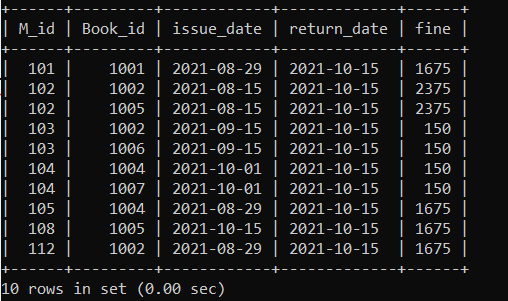 +------+---------+------------+-------------+------+
| M_id | Book_id | issue_date | return_date | fine |
+------+---------+------------+-------------+------+
|  101 |    1001 | 2021-08-29 | 2021-10-15  | 1675 |
|  102 |    1002 | 2021-08-15 | 2021-10-15  | 2375 |
|  102 |    1005 | 2021-08-15 | 2021-10-15  | 2375 |
|  103 |    1002 | 2021-09-15 | 2021-10-15  |  150 |
|  103 |    1006 | 2021-09-15 | 2021-10-15  |  150 |
|  104 |    1004 | 2021-10-01 | 2021-10-15  |  150 |
|  104 |    1007 | 2021-10-01 | 2021-10-15  |  150 |
|  105 |    1004 | 2021-08-29 | 2021-10-15  | 1675 |
|  108 |    1005 | 2021-10-15 | 2021-10-15  | 1675 |
|  112 |    1002 | 2021-08-29 | 2021-10-15  | 1675 |
+------+---------+------------+-------------+------+
10 rows in set (0.00 sec)